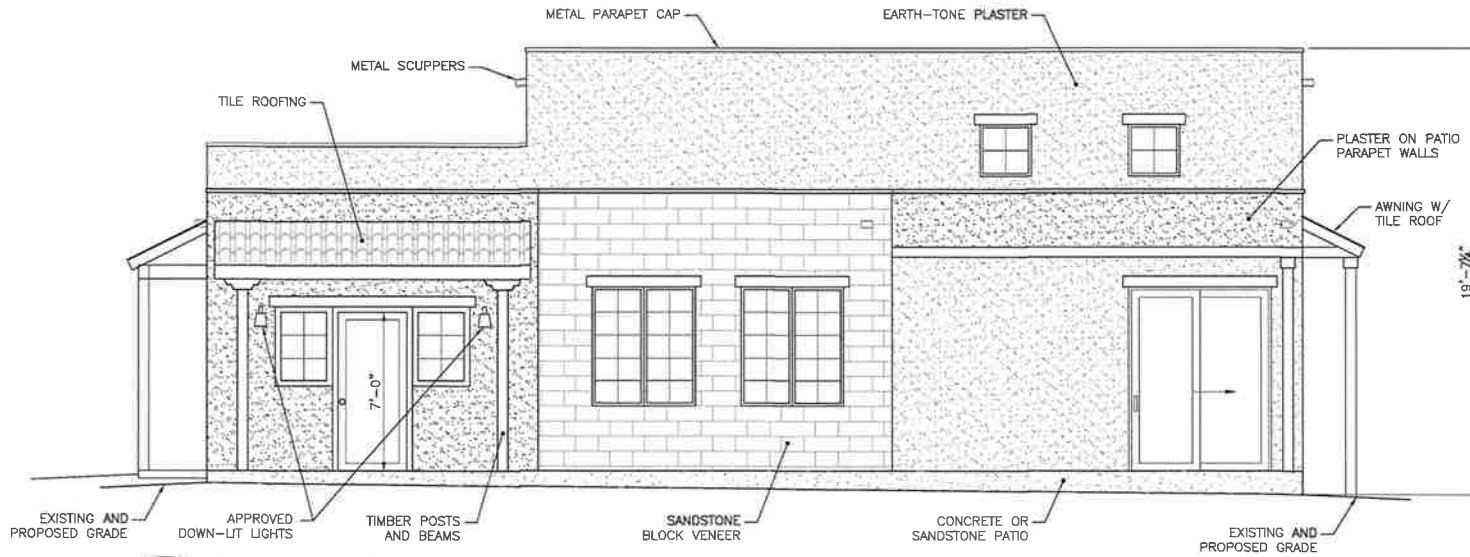 METAL PARAPET CAP
EARTH-TONE PLASTER
METAL SCUPPERS
TILE ROOFING
PLASTER ON PATIO
PARAPET WALLS
AWNING W/
TILE ROOF
7'-0"
EXISTING AND
PROPOSED GRADE
APPROVED
DOWN-LIT LIGHTS
TIMBER POSTS
AND BEAMS
SANDSTONE
BLOCK VENEER
CONCRETE OR
SANDSTONE PATIO
EXISTING AND
PROPOSED GRADE